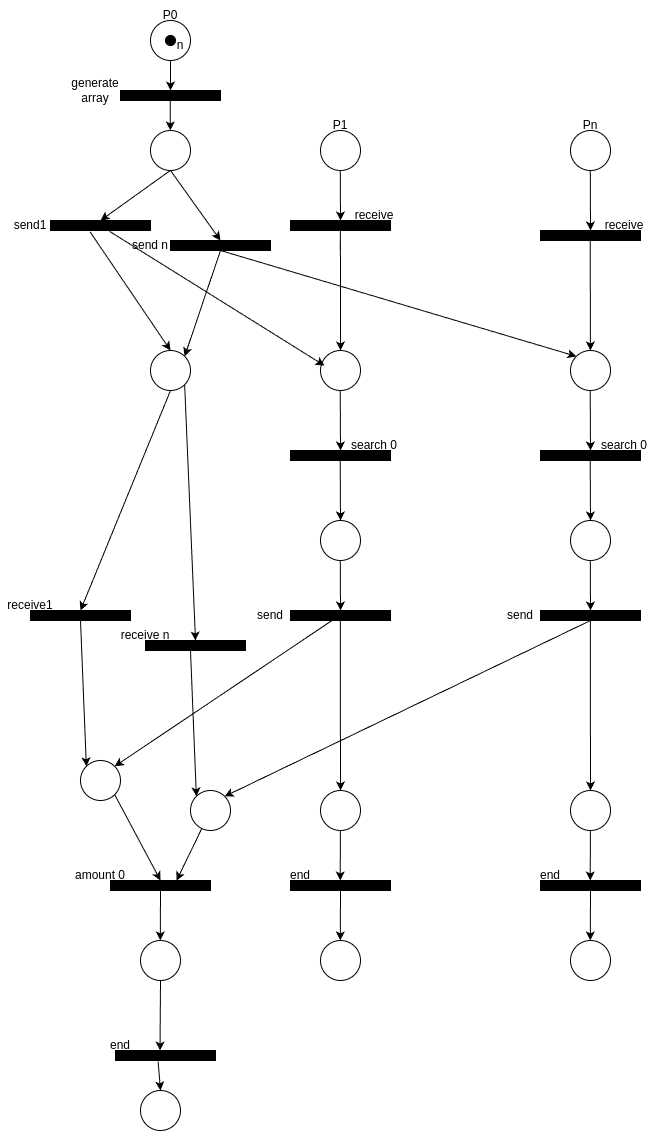 P0
n
generate
array
P1
Pn
send1
receive
receive
send n
search 0
search 0
receive1
send
send
receive n
amount 0
end
end
end